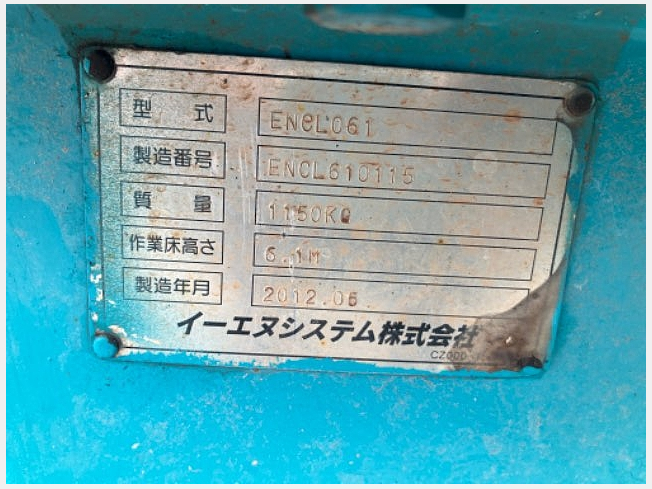 型 式 ENCL061
製造番号 ENCL610115
質 量 1150KG
作業床高さ 6.1M
製造年月 2012.06
イーエヌシステム株式会社